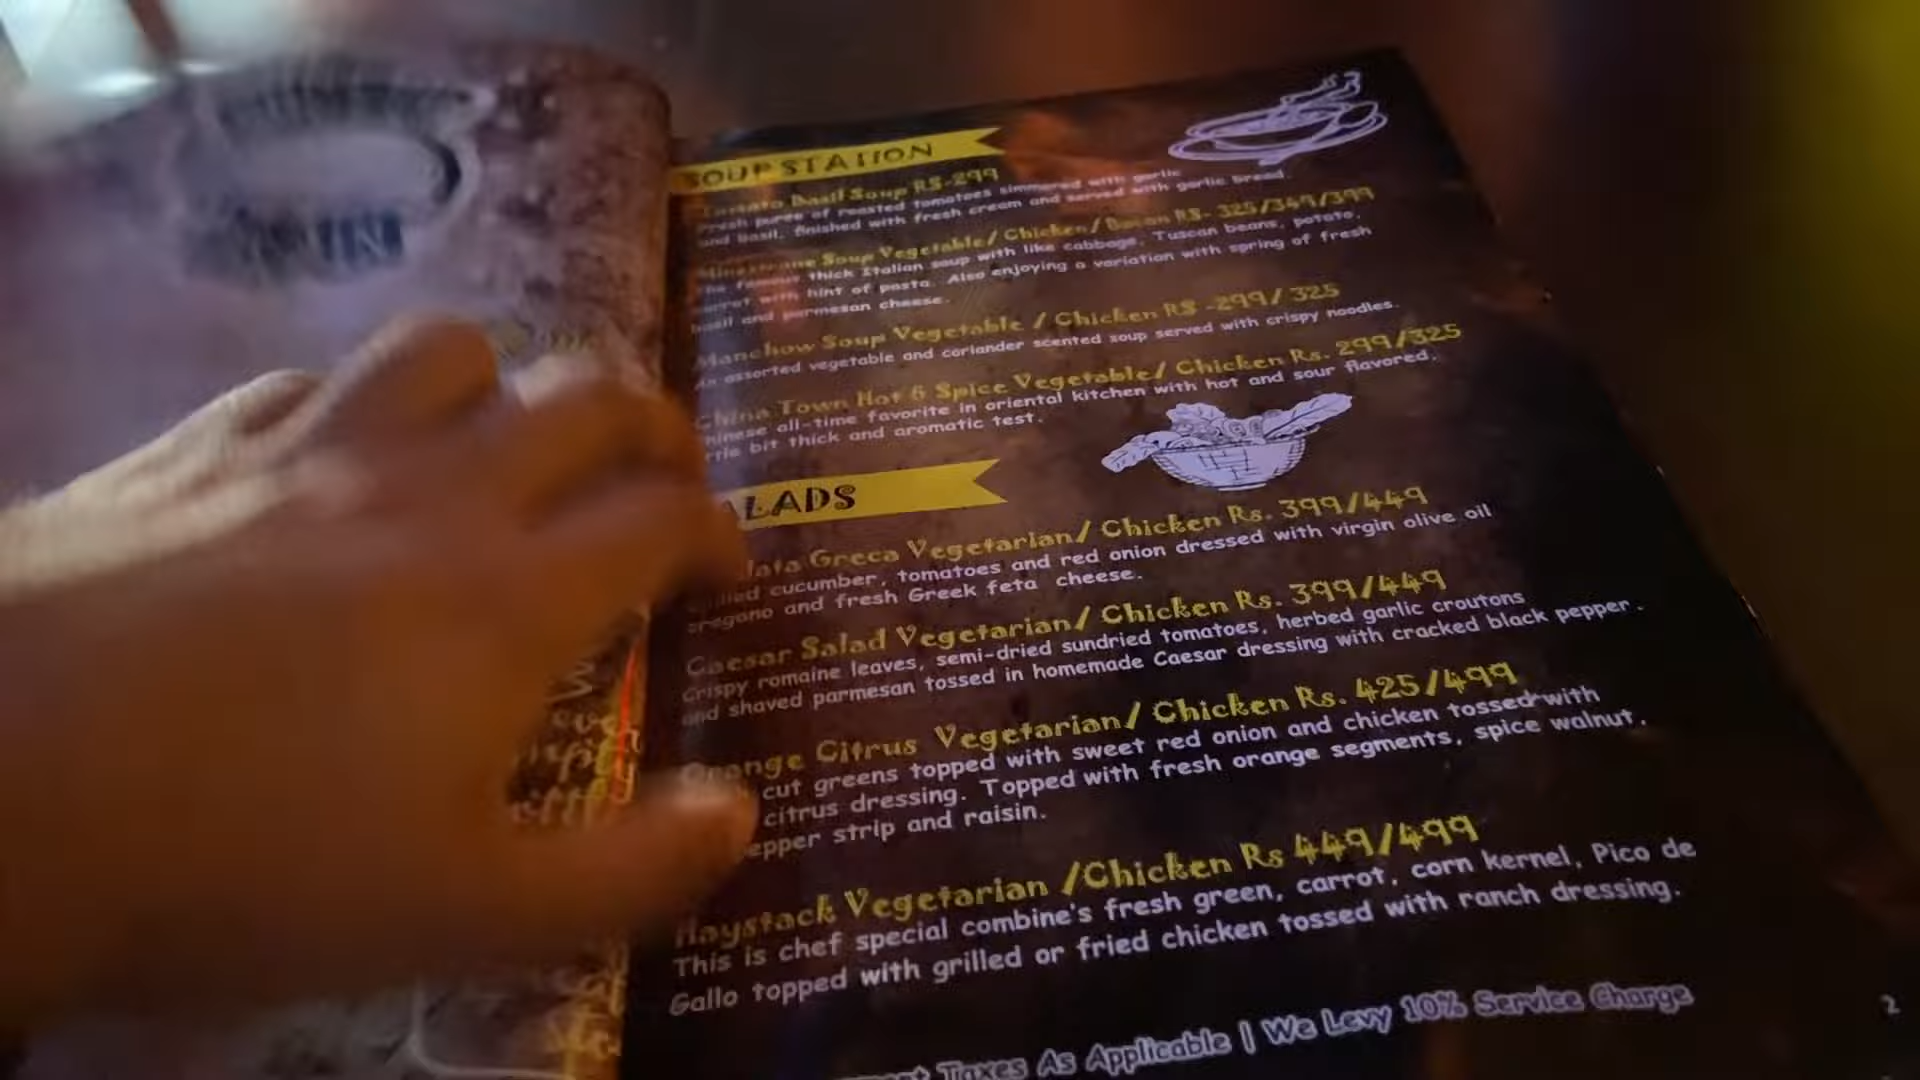 SOUP STATION
Tomato Basil Soup RS-299
Fresh puree of roasted tomatoes simmered with garlic
and basil, finished with fresh cream and served with garlic bread.
Minestrone Soup Vegetable/ Chicken/ Bacon RS- 325/349/399
The famous thick Italian soup with like cabbage, Tuscan beans, potato,
carrot with hint of pasta. Also enjoying a variation with spring of fresh
basil and parmesan cheese.
Manchow Soup Vegetable / Chicken RS -299/ 325
An assorted vegetable and coriander scented soup served with crispy noodles.
China Town Hot & Spice Vegetable/ Chicken Rs. 299/325
Chinese all-time favorite in oriental kitchen with hot and sour flavored,
bit thick and aromatic test.
ALADS
Greca Vegetarian/ Chicken Rs. 399/449
cucumber, tomatoes and red onion dressed with virgin olive oil
oregano and fresh Greek feta cheese.
Caesar Salad Vegetarian/ Chicken Rs. 399/449
Crispy romaine leaves, semi-dried sundried tomatoes, herbed garlic croutons
and shaved parmesan tossed in homemade Caesar dressing with cracked black pepper.
Orange Citrus Vegetarian/ Chicken Rs. 425/499
cut greens topped with sweet red onion and chicken tossed with
citrus dressing. Topped with fresh orange segments, spice walnut,
epper strip and raisin.
Haystack Vegetarian /Chicken Rs 449/499
This is chef special combine's fresh green, carrot, corn kernel, Pico de
Gallo topped with grilled or fried chicken tossed with ranch dressing.
Taxes As Applicable | We Levy 10% Service Charge
2